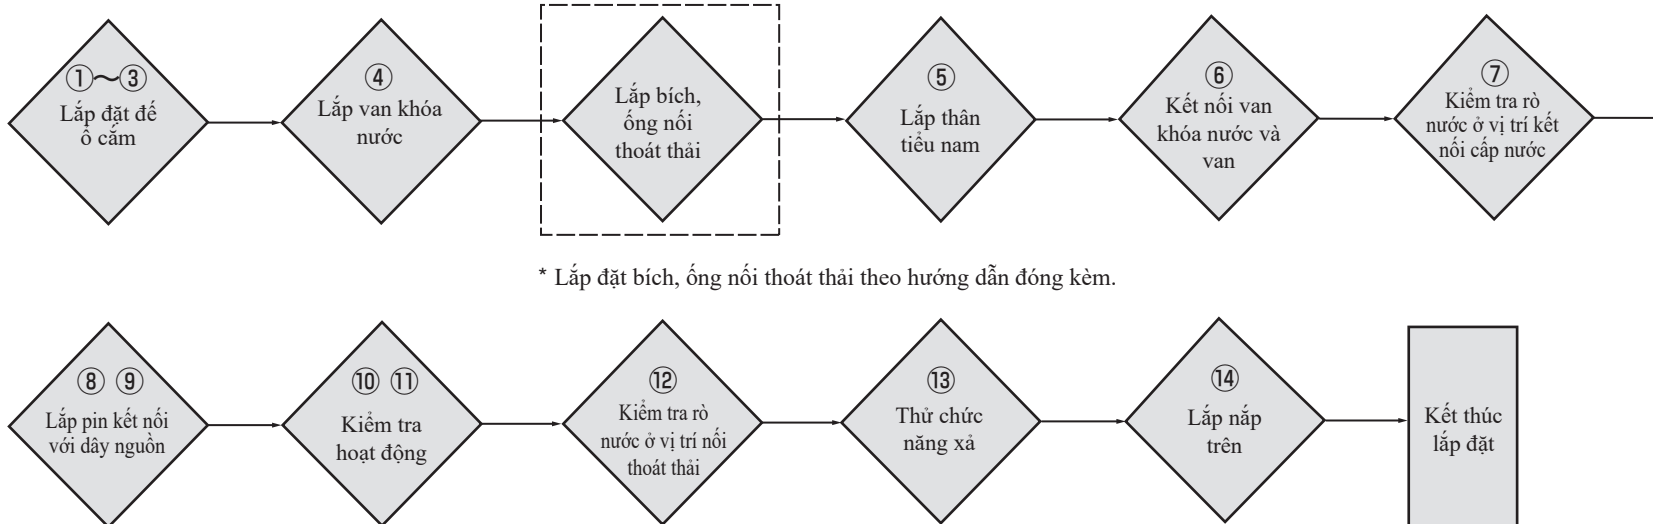 ①〜③
Lắp đặt đế
ổ cắm
④
Lắp van khóa
nước
Lắp bích,
ống nối
thoát thải
⑤
Lắp thân
tiểu nam
⑥
Kết nối van
khóa nước và
van
⑦
Kiểm tra rò
nước ở vị trí kết
nối cấp nước
* Lắp đặt bích, ống nối thoát thải theo hướng dẫn đóng kèm.
⑧ ⑨
Lắp pin kết nối
với dây nguồn
⑩ ⑪
Kiểm tra
hoạt động
⑫
Kiểm tra rò
nước ở vị trí nối
thoát thải
⑬
Thử chức
năng xả
⑭
Lắp nắp
trên
Kết thúc
lắp đặt